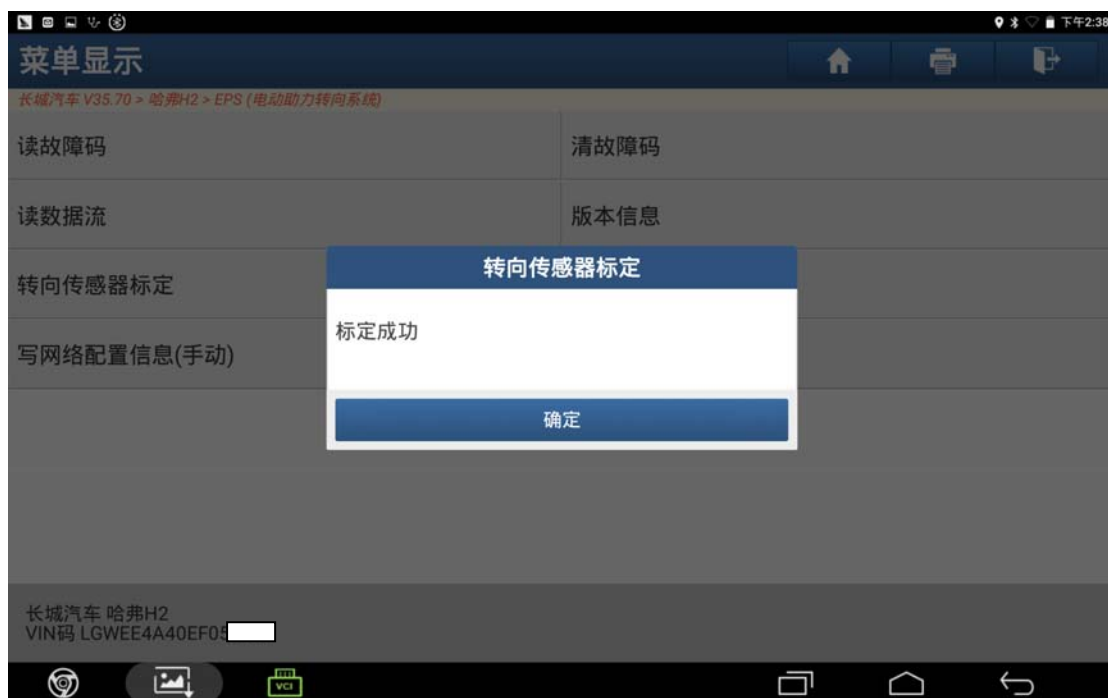 下午2:38
菜单显示
长城汽车 V35.70 > 哈弗H2 > EPS (电动助力转向系统)
读故障码
清故障码
读数据流
版本信息
转向传感器标定
转向传感器标定
标定成功
写网络配置信息(手动)
确定
长城汽车 哈弗H2
VIN码 LGWEE4A40EF05
VCI